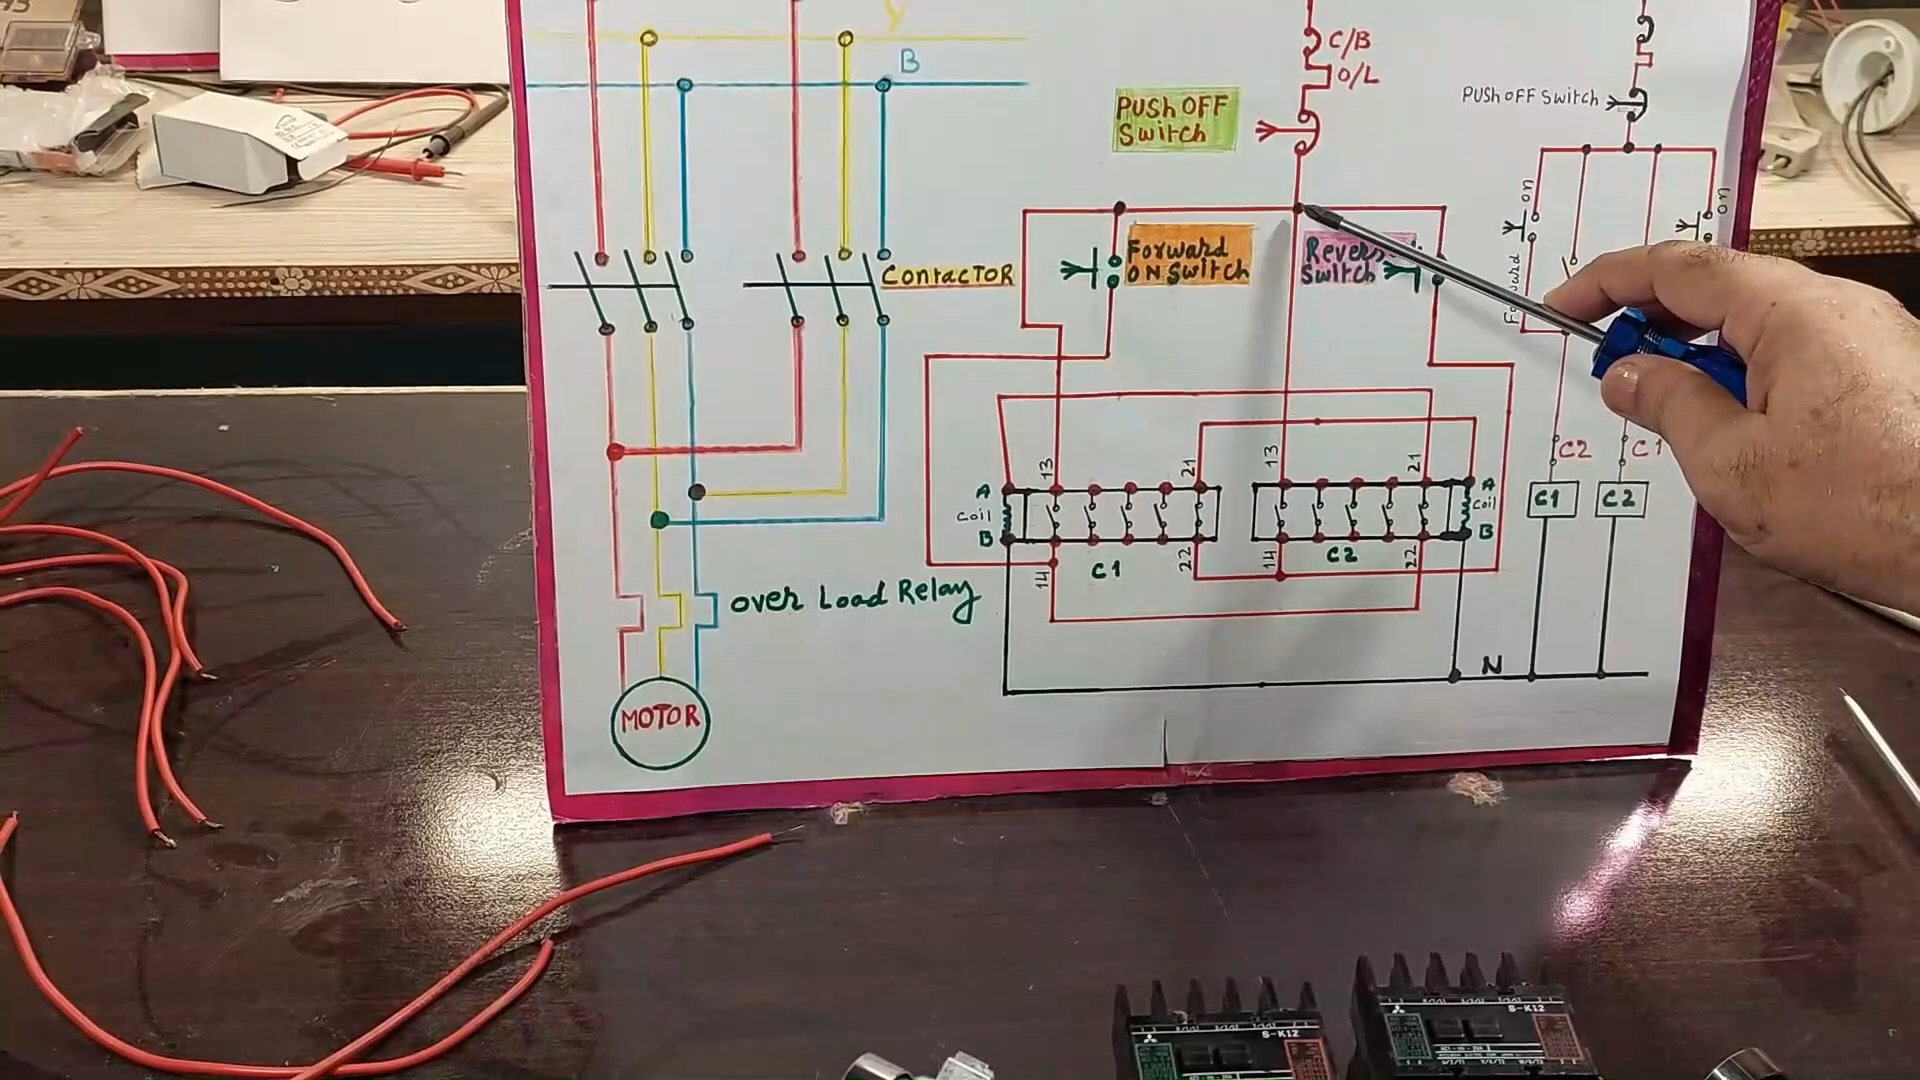 Y
B
C/B
O/L
PUSH OFF
Switch
PUSH OFF Switch
ON
ON
Forward
ON Switch
Revers
Switch
CONTACTOR
13
21
13
21
C2
C1
A
Coil
B
A
Coil
B
C1
C2
14
C1
22
14
C2
22
over Load Relay
N
MOTOR
S-K12
S-K12